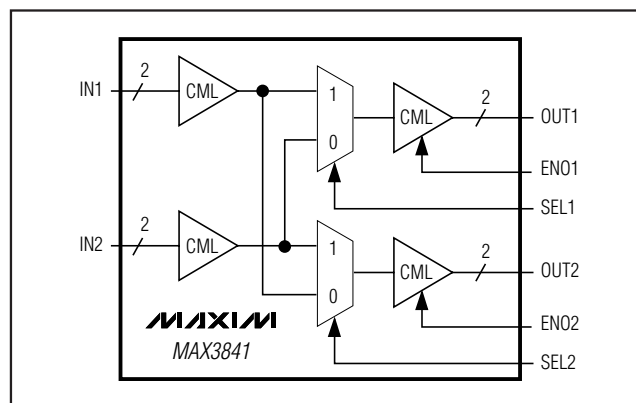 IN1
2
CML
1
0
CML
2
OUT1
ENO1
SEL1
IN2
2
CML
1
0
CML
2
OUT2
ENO2
SEL2
MAXIM
MAX3841